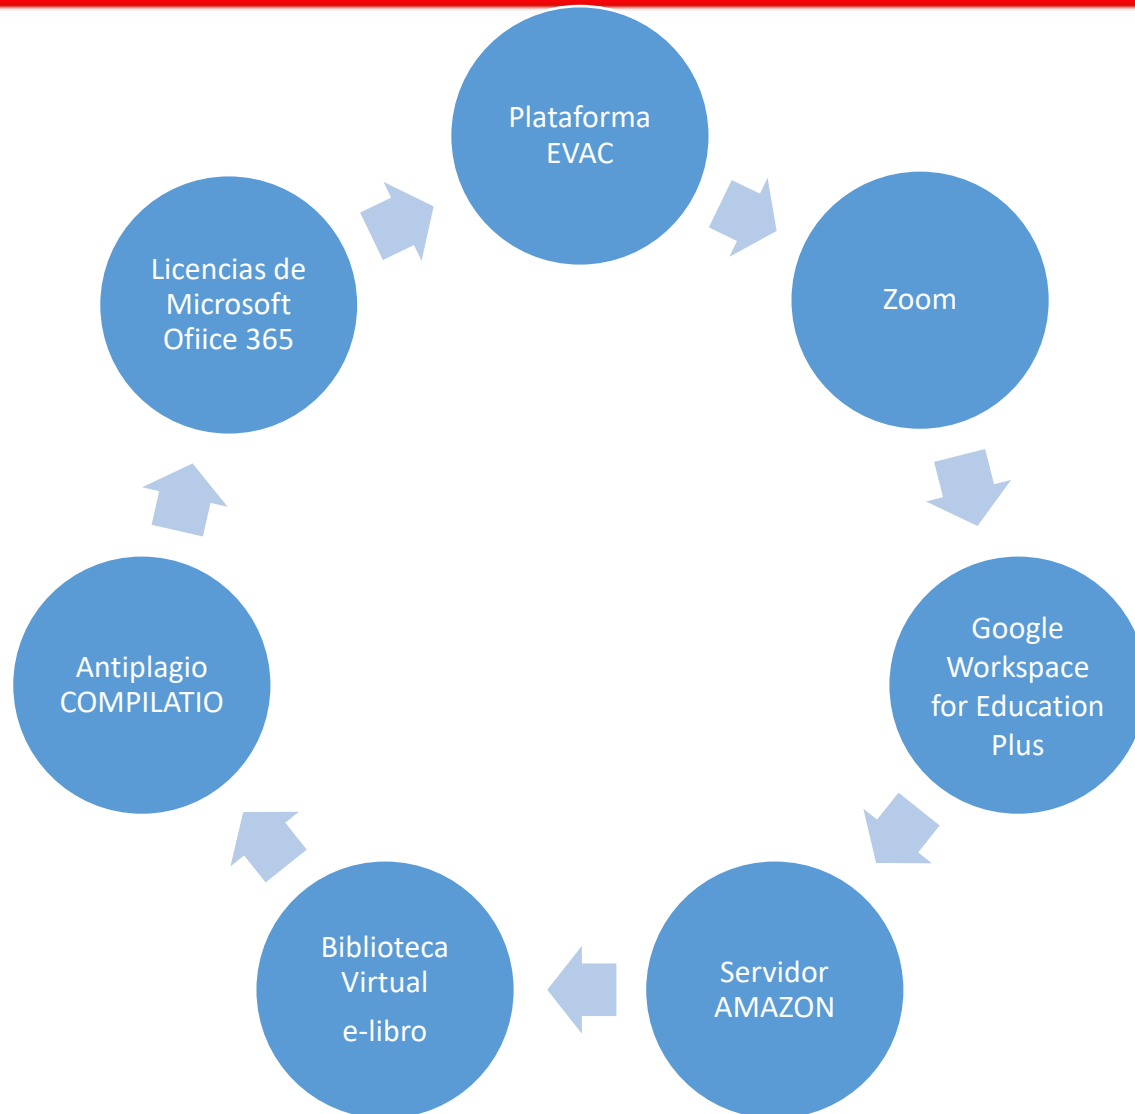 Plataforma
EVAC
Zoom
Google
Workspace
for Education
Plus
Servidor
AMAZON
Biblioteca
Virtual
e-libro
Antiplagio
COMPILATIO
Licencias de
Microsoft
Ofiice 365